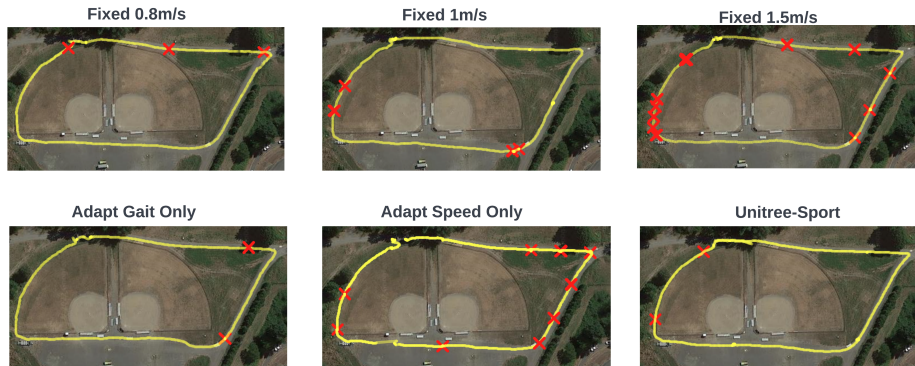 Fixed 0.8m/s
Fixed 1m/s
Fixed 1.5m/s
Adapt Gait Only
Adapt Speed Only
Unitree-Sport